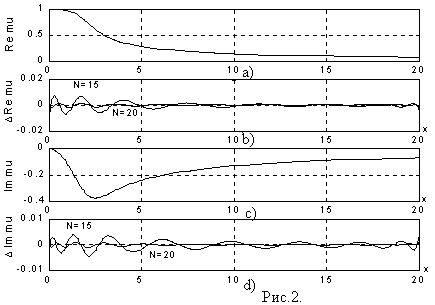 Re mu
1
0.5
0
0 5 10 15 20
a)
Δ Re mu
0.02
0
-0.02
N=15
N=20
x
0 5 10 15 20
b)
Im mu
0
-0.2
-0.4
0 5 10 15 20
c)
Δ Im mu
0.01
0
-0.01
N=15
N=20
x
0 5 10 15 20
d)
Рис.2.